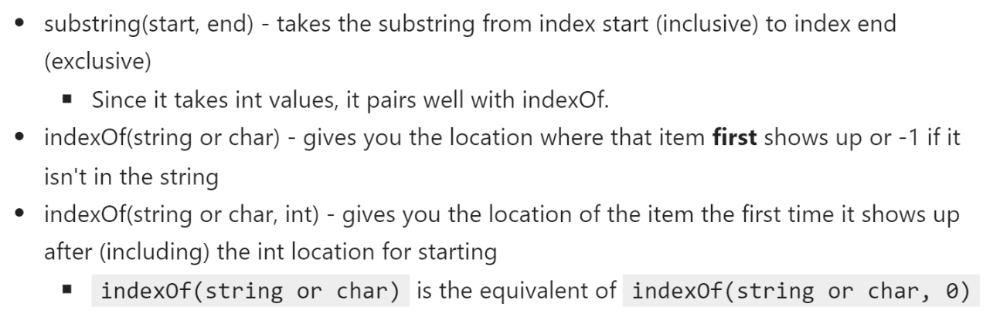 • substring(start, end) - takes the substring from index start (inclusive) to index end
(exclusive)
▪ Since it takes int values, it pairs well with indexOf.
• indexOf(string or char) - gives you the location where that item first shows up or -1 if it
isn't in the string
• indexOf(string or char, int) - gives you the location of the item the first time it shows up
after (including) the int location for starting
▪ indexOf(string or char) is the equivalent of indexOf(string or char, 0)